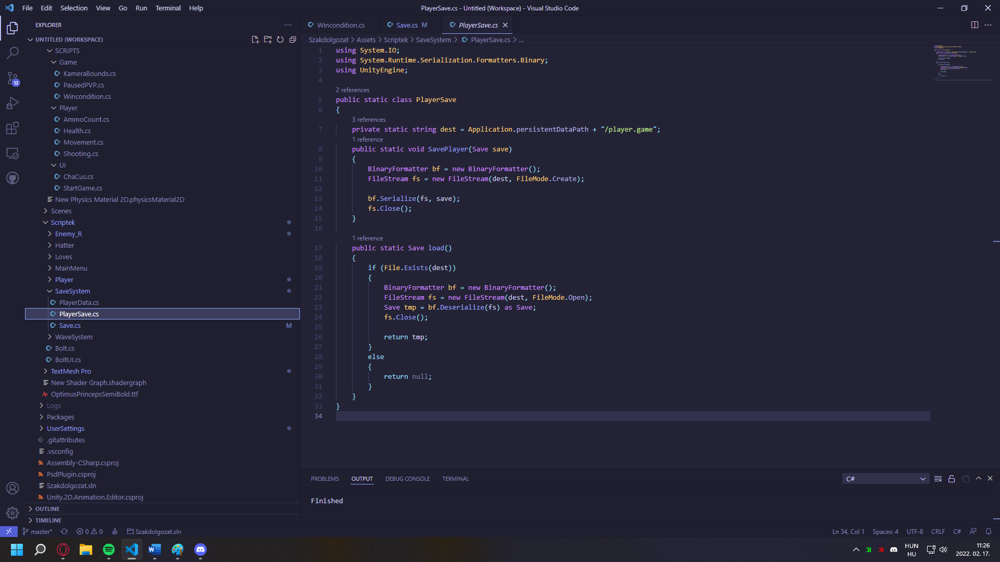 File Edit Selection View Go Run Terminal Help
PlayerSave.cs - Untitled (Workspace) - Visual Studio Code
EXPLORER
UNTITLED (WORKSPACE)
SCRIPTS
Game
KameraBounds.cs
PausedPVP.cs
Wincondition.cs
Player
AmmoCount.cs
Health.cs
Movement.cs
Shooting.cs
UI
ChaCus.cs
StartGame.cs
New Physics Material 2D.physicsMaterial2D
Scenes
Scriptek
Enemy_R
Hatter
Loves
MainMenu
Player
SaveSystem
PlayerData.cs
PlayerSave.cs
Save.cs M
WaveSystem
Bolt.cs
BoltUI.cs
TextMesh Pro
New Shader Graph.shadergraph
OptimusPrincepsSemiBold.ttf
Logs
Packages
UserSettings
.gitattributes
.vsconfig
Assembly-CSharp.csproj
PsdPlugin.csproj
Szakdolgozat.sln
Unity.2D.Animation.Editor.csproj
OUTLINE
TIMELINE
13
Wincondition.cs Save.cs M PlayerSave.cs
Szakdolgozat > Assets > Scriptek > SaveSystem > PlayerSave.cs > ...
1 using System.IO;
2 using System.Runtime.Serialization.Formatters.Binary;
3 using UnityEngine;
4
2 references
5 public static class PlayerSave
6 {
3 references
7 private static string dest = Application.persistentDataPath + "/player.game";
1 reference
8 public static void SavePlayer(Save save)
9 {
10 BinaryFormatter bf = new BinaryFormatter();
11 FileStream fs = new FileStream(dest, FileMode.Create);
12
13 bf.Serialize(fs, save);
14 fs.Close();
15 }
16
1 reference
17 public static Save load()
18 {
19 if (File.Exists(dest))
20 {
21 BinaryFormatter bf = new BinaryFormatter();
22 FileStream fs = new FileStream(dest, FileMode.Open);
23 Save tmp = bf.Deserialize(fs) as Save;
24 fs.Close();
25
26 return tmp;
27 }
28 else
29 {
30 return null;
31 }
32 }
33 }
34
PROBLEMS OUTPUT DEBUG CONSOLE TERMINAL
C#
Finished
master* 0 0 Szakdolgozat.sln
Ln 34, Col 1 Spaces: 4 UTF-8 CRLF C#
HUN
HU
11:26
2022. 02. 17.